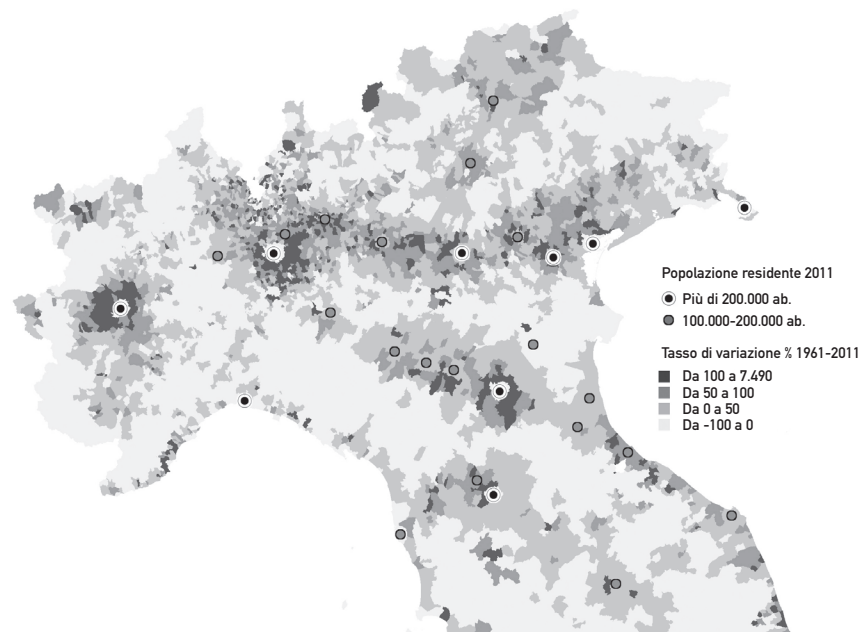 Popolazione residente 2011
Più di 200.000 ab.
100.000-200.000 ab.
Tasso di variazione % 1961-2011
Da 100 a 7.490
Da 50 a 100
Da 0 a 50
Da -100 a 0